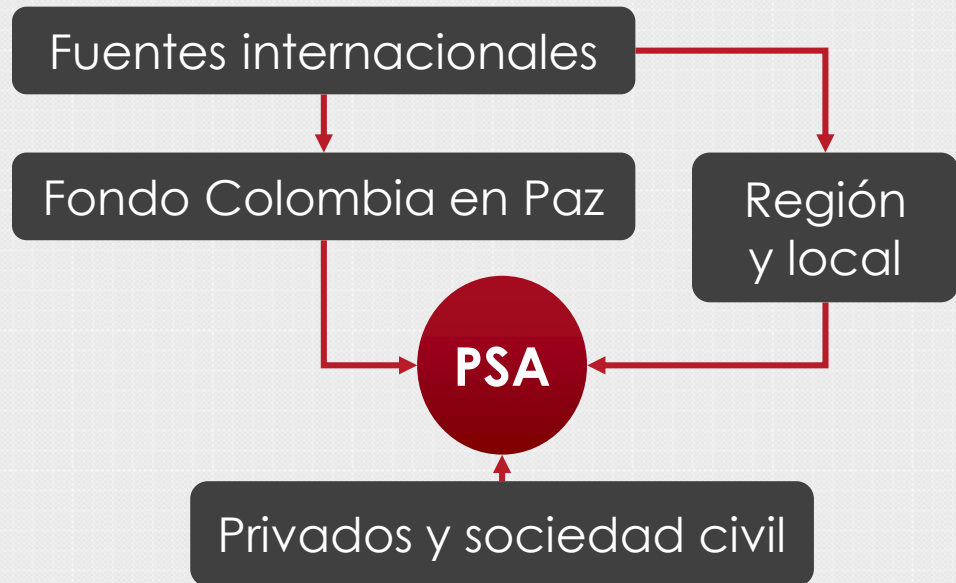 Fuentes internacionales
Fondo Colombia en Paz
Región
y local
PSA
Privados y sociedad civil